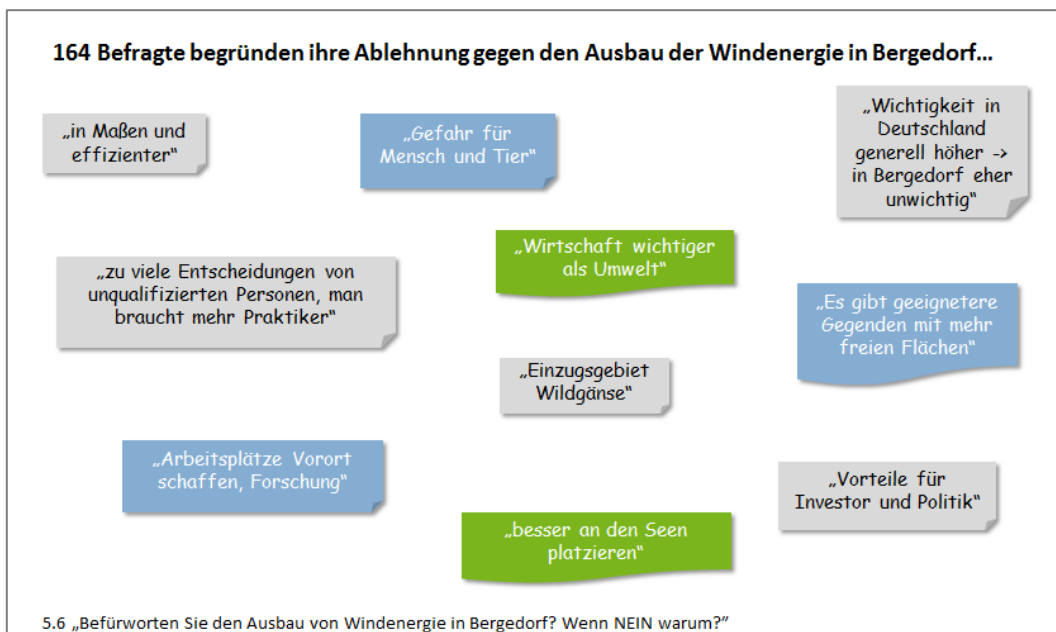 164 Befragte begründen ihre Ablehnung gegen den Ausbau der Windenergie in Bergedorf…
„in Maßen und
effizienter“
„Gefahr für
Mensch und Tier“
„Wichtigkeit in
Deutschland
generell höher ->
in Bergedorf eher
unwichtig“
„Wirtschaft wichtiger
als Umwelt“
„zu viele Entscheidungen von
unqualifizierten Personen, man
braucht mehr Praktiker“
„Es gibt geeignetere
Gegenden mit mehr
freien Flächen“
„Einzugsgebiet
Wildgänse“
„Arbeitsplätze Vorort
schaffen, Forschung“
„Vorteile für
Investor und Politik“
„besser an den Seen
platzieren“
5.6 „Befürworten Sie den Ausbau von Windenergie in Bergedorf? Wenn NEIN warum?”